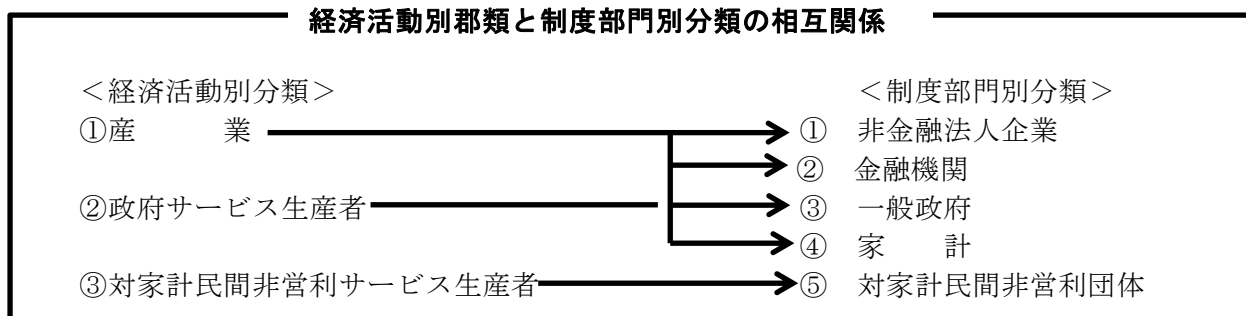 経済活動別郡類と制度部門別分類の相互関係
＜経済活動別分類＞　＜制度部門別分類＞
①産　　業　①　非金融法人企業
②　金融機関
②政府サービス生産者　③　一般政府
④　家　　計
③対家計民間非営利サービス生産者　⑤　対家計民間非営利団体